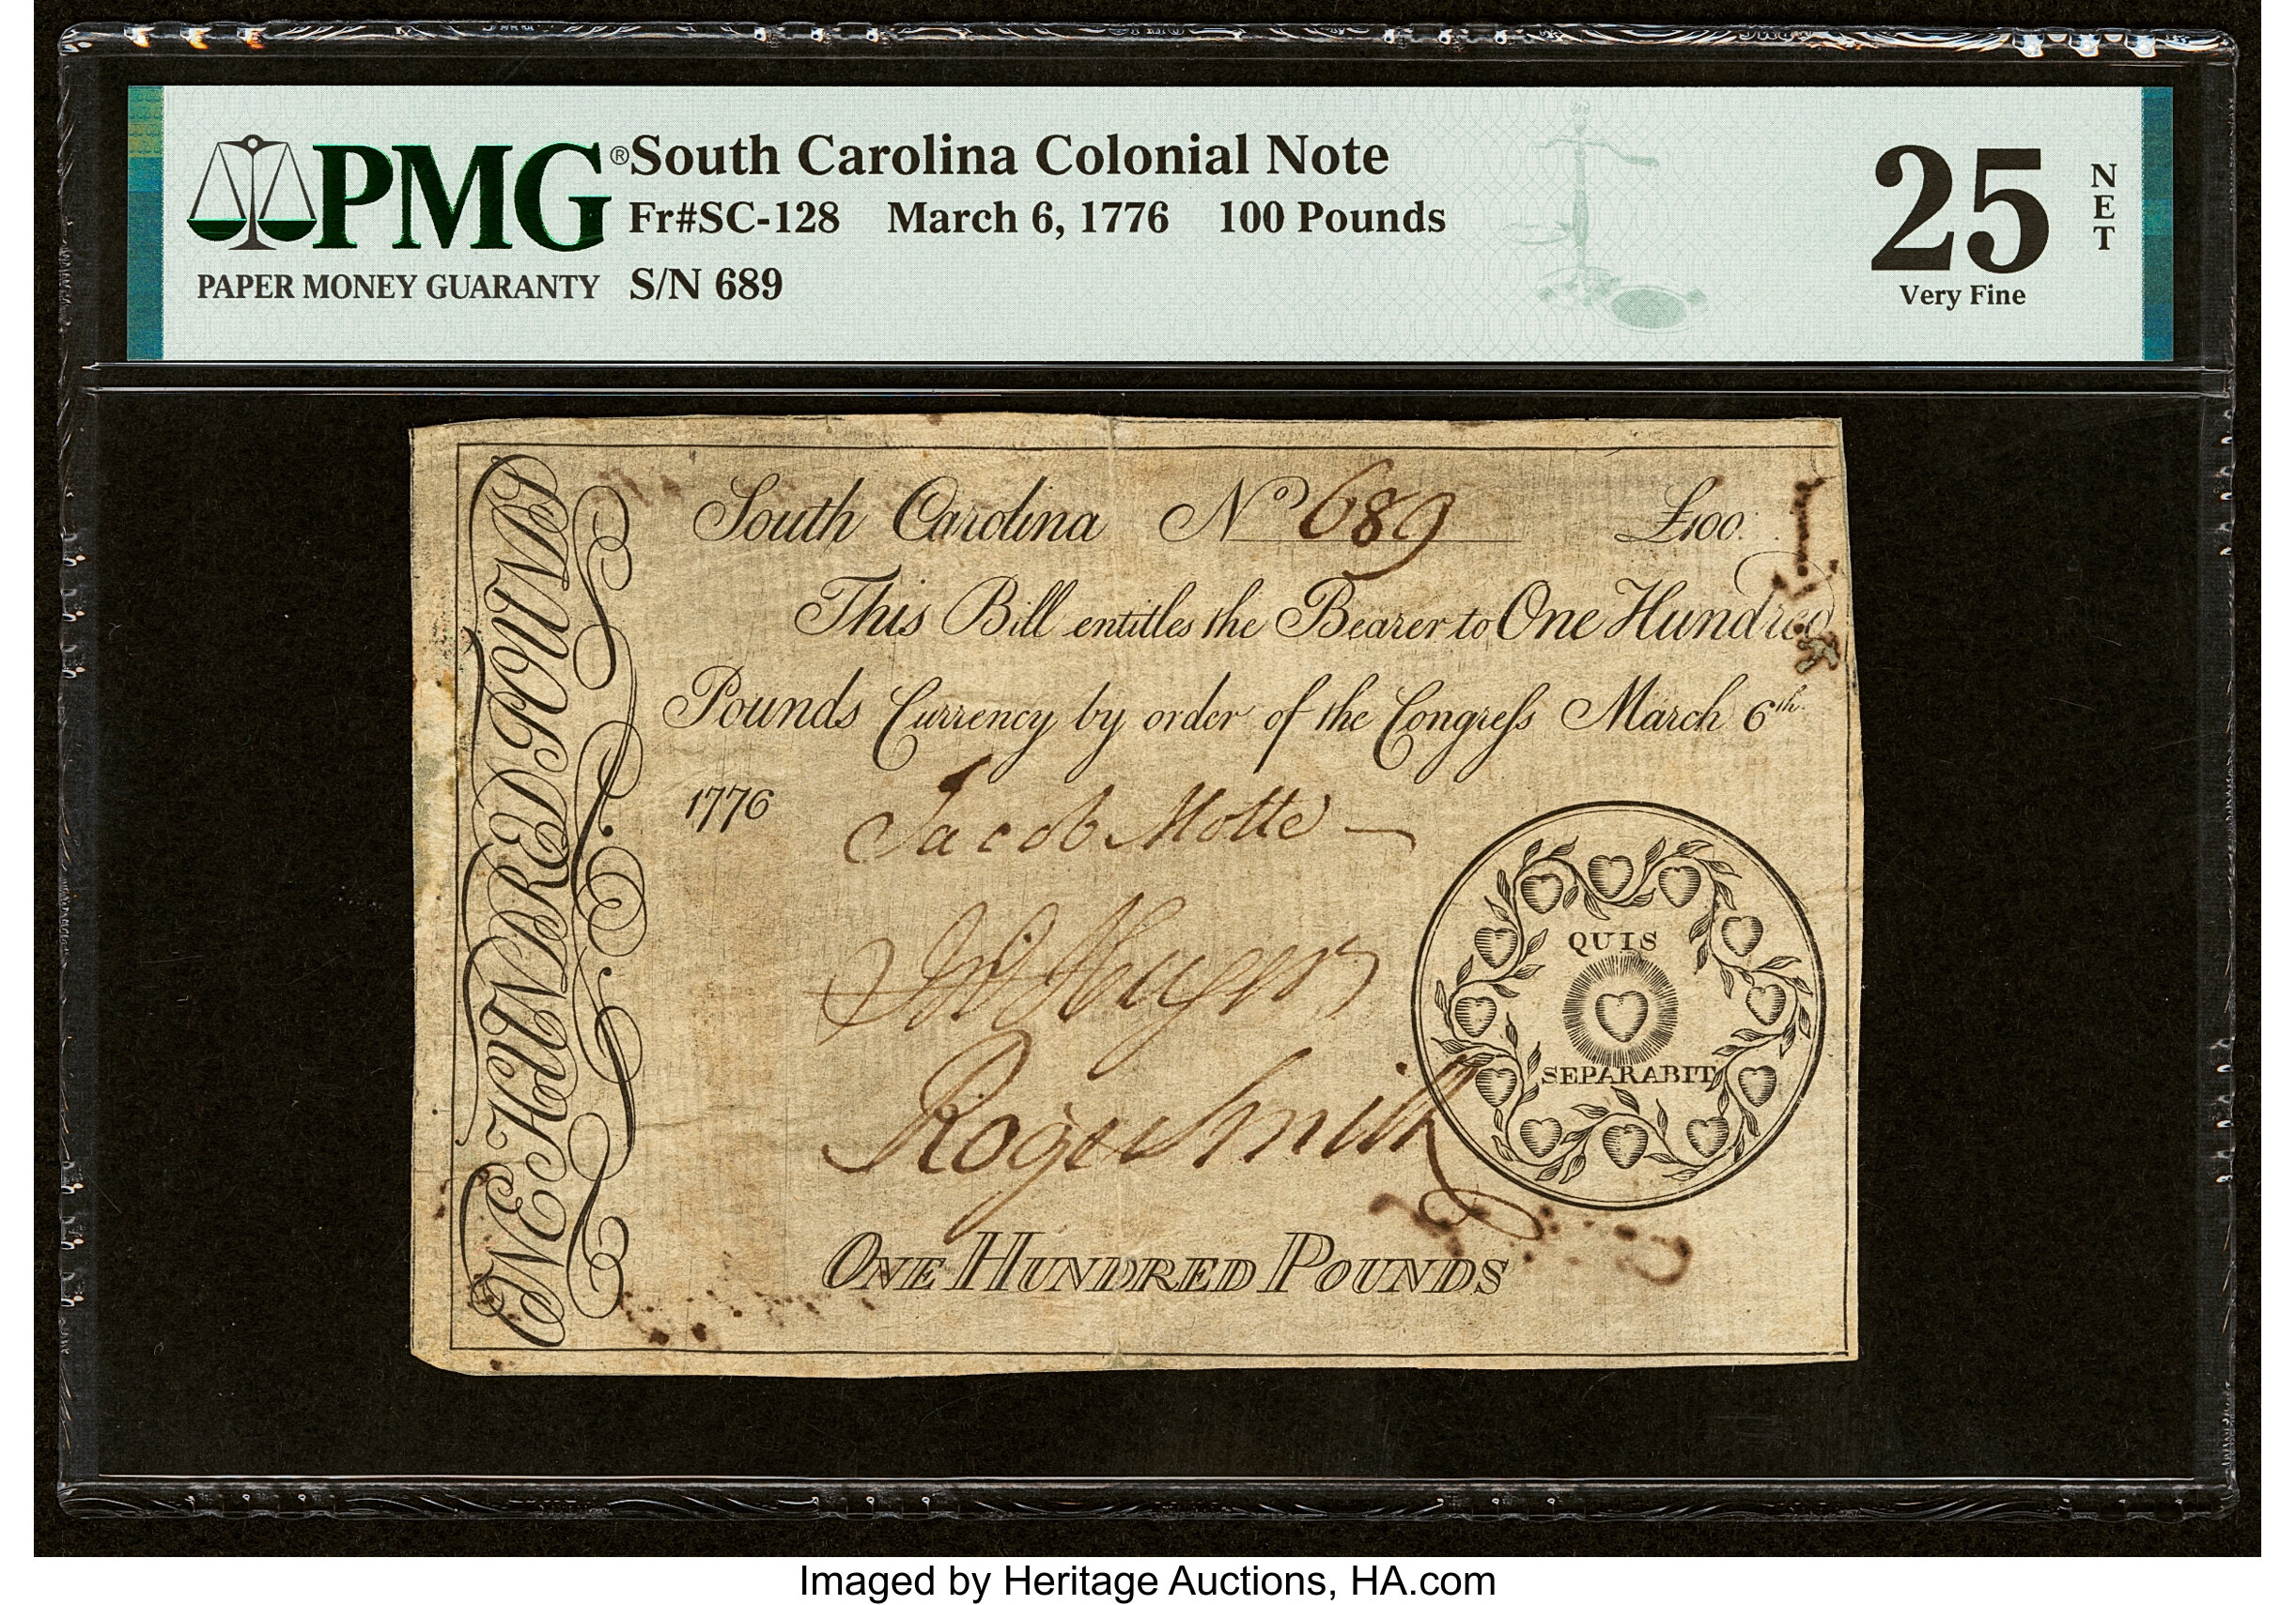 PMG®
PAPER MONEY GUARANTY
South Carolina Colonial Note
Fr#SC-128 March 6, 1776 100 Pounds
S/N 689
25
NET
Very Fine
ONE HUNDRED POUNDS
South Carolina No 689 £100:
This Bill entitles the Bearer to One Hundred
Pounds Currency by order of the Congreſs March 6th
1776
Jacob Motte
Roger Smith
QUIS
SEPARABIT
ONE HUNDRED POUNDS
Imaged by Heritage Auctions, HA.com